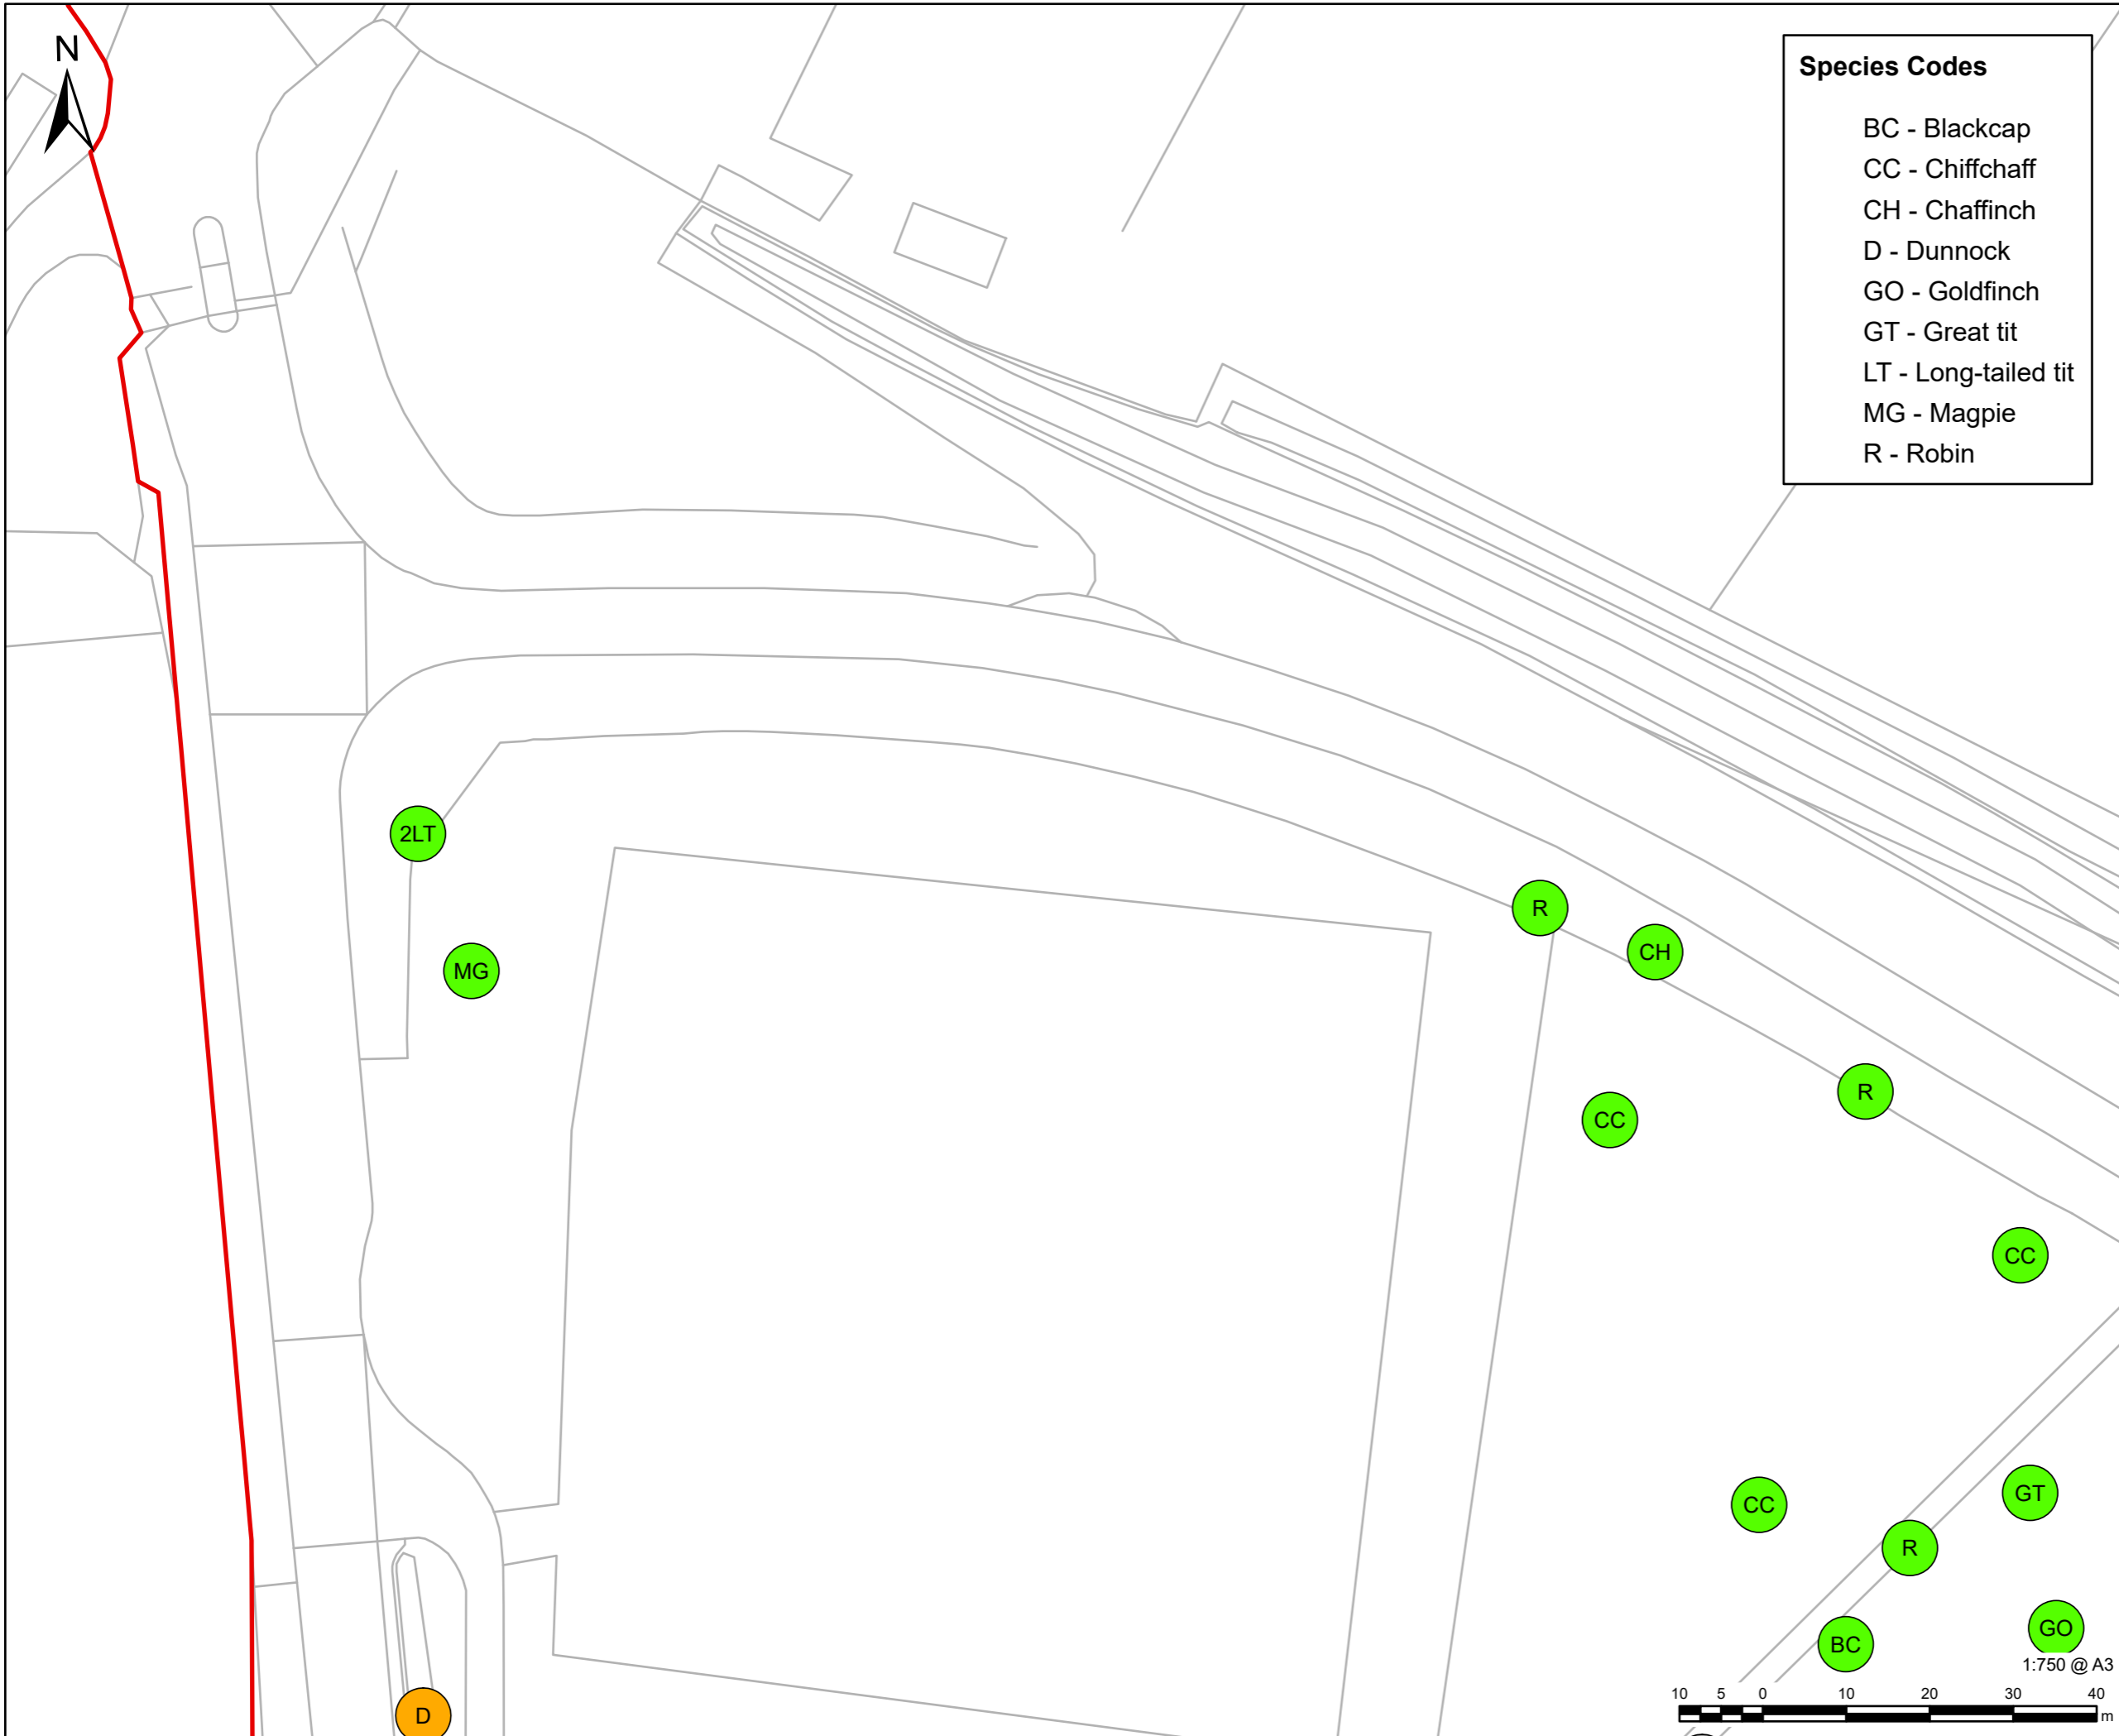 N
Species Codes
BC - Blackcap
CC - Chiffchaff
CH - Chaffinch
D - Dunnock
GO - Goldfinch
GT - Great tit
LT - Long-tailed tit
MG - Magpie
R - Robin
2LT
R
CH
MG
R
CC
CC
GT
CC
R
GO
BC
1:750 @ A3
10 5 0 10 20 30 40
m
D